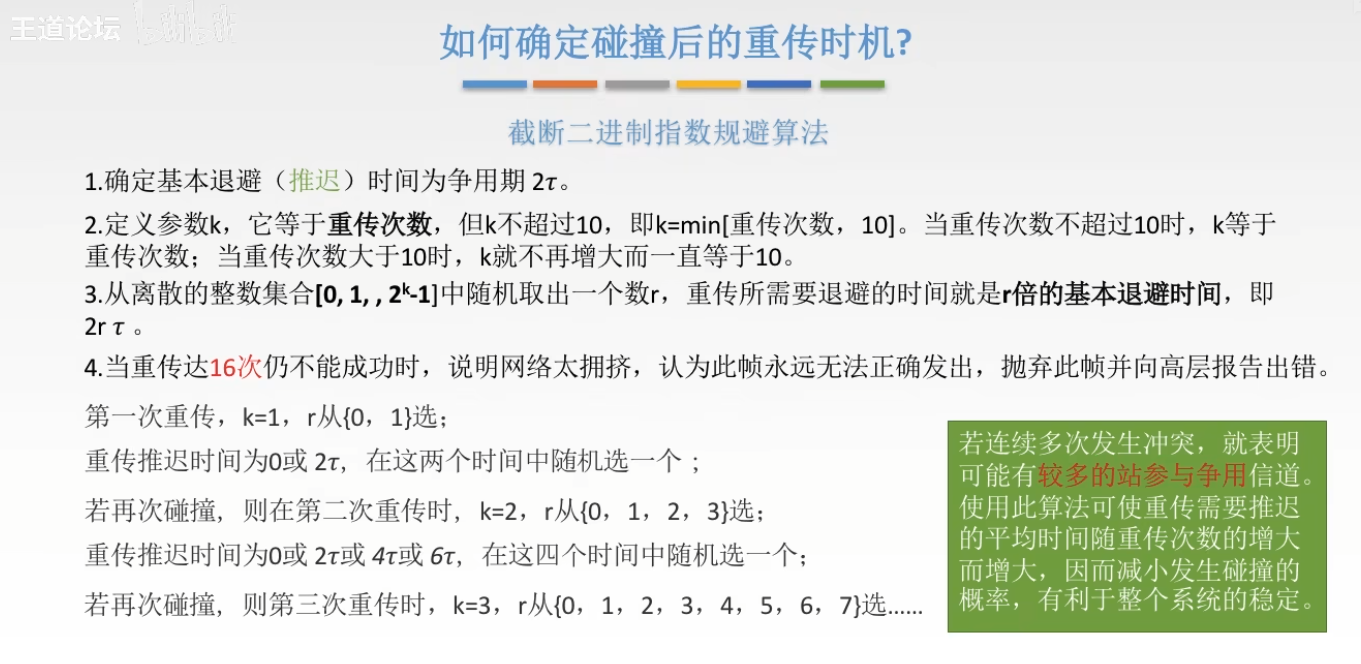 王道论坛 bilibili
如何确定碰撞后的重传时机?
截断二进制指数规避算法
1.确定基本退避（推迟）时间为争用期 2τ。
2.定义参数k，它等于重传次数，但k不超过10，即k=min[重传次数，10]。当重传次数不超过10时，k等于
重传次数；当重传次数大于10时，k就不再增大而一直等于10。
3.从离散的整数集合[0, 1, , 2ᵏ-1]中随机取出一个数r，重传所需要退避的时间就是r倍的基本退避时间，即
2r τ 。
4.当重传达16次仍不能成功时，说明网络太拥挤，认为此帧永远无法正确发出，抛弃此帧并向高层报告出错。
第一次重传，k=1，r从{0，1}选；
重传推迟时间为0或 2τ，在这两个时间中随机选一个；
若再次碰撞，则在第二次重传时，k=2，r从{0，1，2，3}选；
重传推迟时间为0或 2τ或 4τ或 6τ，在这四个时间中随机选一个；
若再次碰撞，则第三次重传时，k=3，r从{0，1，2，3，4，5，6，7}选......
若连续多次发生冲突，就表明
可能有较多的站参与争用信道。
使用此算法可使重传需要推迟
的平均时间随重传次数的增大
而增大，因而减小发生碰撞的
概率，有利于整个系统的稳定。